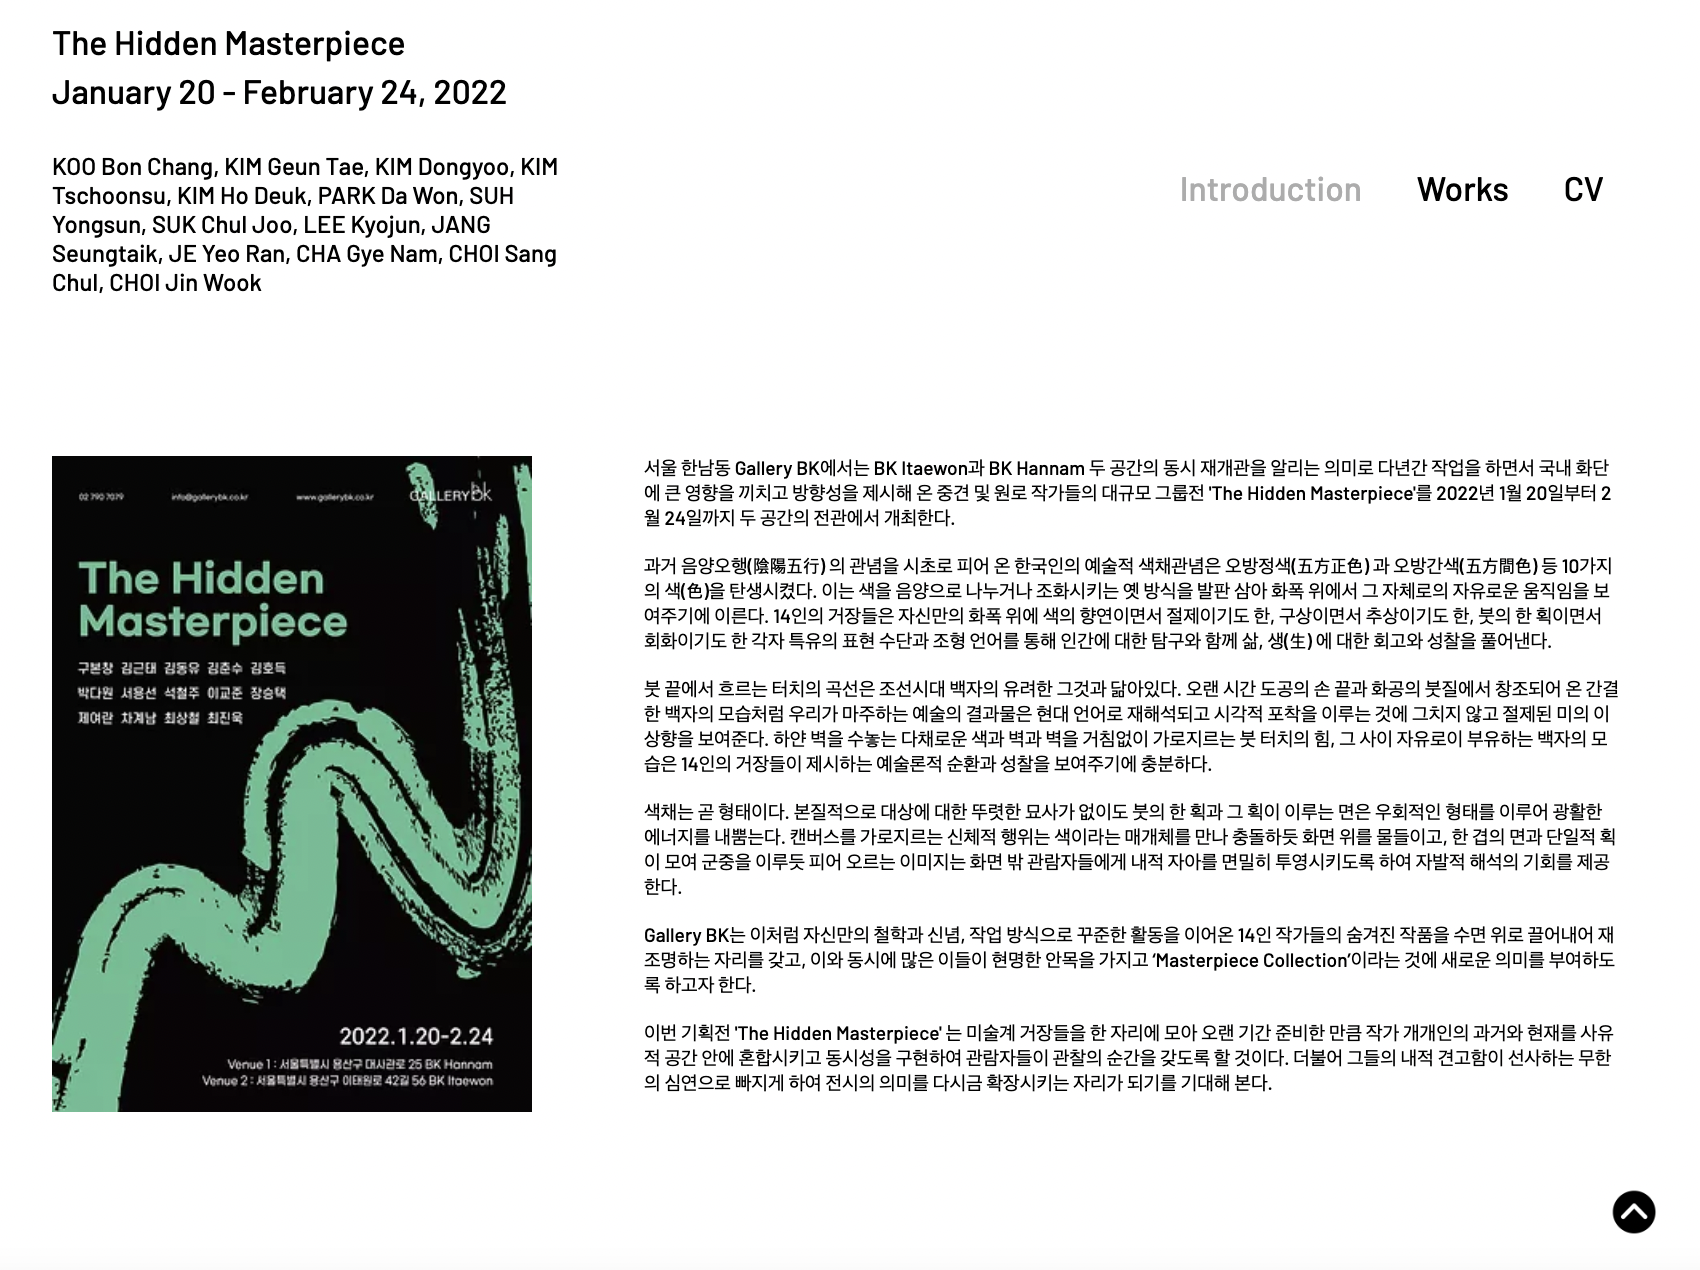 The Hidden Masterpiece
January 20 - February 24, 2022
KOO Bon Chang, KIM Geun Tae, KIM Dongyoo, KIM
Tschoonsu, KIM Ho Deuk, PARK Da Won, SUH
Yongsun, SUK Chul Joo, LEE Kyojun, JANG
Seungtaik, JE Yeo Ran, CHA Gye Nam, CHOI Sang
Chul, CHOI Jin Wook
Introduction Works CV
02 790 7079 info@gallerybk.co.kr www.gallerybk.co.kr GALLERY bk
The Hidden
Masterpiece
구본창 김근태 김동유 김춘수 김호득
박다원 서용선 석철주 이교준 장승택
제여란 차계남 최상철 최진욱
2022.1.20-2.24
Venue 1 : 서울특별시 용산구 대사관로 25 BK Hannam
Venue 2 : 서울특별시 용산구 이태원로 42길 56 BK Itaewon
서울 한남동 Gallery BK에서는 BK Itaewon과 BK Hannam 두 공간의 동시 재개관을 알리는 의미로 다년간 작업을 하면서 국내 화단
에 큰 영향을 끼치고 방향성을 제시해 온 중견 및 원로 작가들의 대규모 그룹전 'The Hidden Masterpiece'를 2022년 1월 20일부터 2
월 24일까지 두 공간의 전관에서 개최한다.
과거 음양오행(陰陽五行) 의 관념을 시초로 피어 온 한국인의 예술적 색채관념은 오방정색(五方正色) 과 오방간색(五方間色) 등 10가지
의 색(色)을 탄생시켰다. 이는 색을 음양으로 나누거나 조화시키는 옛 방식을 발판 삼아 화폭 위에서 그 자체로의 자유로운 움직임을 보
여주기에 이른다. 14인의 거장들은 자신만의 화폭 위에 색의 향연이면서 절제이기도 한, 구상이면서 추상이기도 한, 붓의 한 획이면서
회화이기도 한 각자 특유의 표현 수단과 조형 언어를 통해 인간에 대한 탐구와 함께 삶, 생(生) 에 대한 회고와 성찰을 풀어낸다.
붓 끝에서 흐르는 터치의 곡선은 조선시대 백자의 유려한 그것과 닮아있다. 오랜 시간 도공의 손 끝과 화공의 붓질에서 창조되어 온 간결
한 백자의 모습처럼 우리가 마주하는 예술의 결과물은 현대 언어로 재해석되고 시각적 포착을 이루는 것에 그치지 않고 절제된 미의 이
상향을 보여준다. 하얀 벽을 수놓는 다채로운 색과 벽과 벽을 거침없이 가로지르는 붓 터치의 힘, 그 사이 자유로이 부유하는 백자의 모
습은 14인의 거장들이 제시하는 예술론적 순환과 성찰을 보여주기에 충분하다.
색채는 곧 형태이다. 본질적으로 대상에 대한 뚜렷한 묘사가 없이도 붓의 한 획과 그 획이 이루는 면은 우회적인 형태를 이루어 광활한
에너지를 내뿜는다. 캔버스를 가로지르는 신체적 행위는 색이라는 매개체를 만나 충돌하듯 화면 위를 물들이고, 한 겹의 면과 단일적 획
이 모여 군중을 이루듯 피어 오르는 이미지는 화면 밖 관람자들에게 내적 자아를 면밀히 투영시키도록 하여 자발적 해석의 기회를 제공
한다.
Gallery BK는 이처럼 자신만의 철학과 신념, 작업 방식으로 꾸준한 활동을 이어온 14인 작가들의 숨겨진 작품을 수면 위로 끌어내어 재
조명하는 자리를 갖고, 이와 동시에 많은 이들이 현명한 안목을 가지고 ‘Masterpiece Collection’이라는 것에 새로운 의미를 부여하도
록 하고자 한다.
이번 기획전 'The Hidden Masterpiece' 는 미술계 거장들을 한 자리에 모아 오랜 기간 준비한 만큼 작가 개개인의 과거와 현재를 사유
적 공간 안에 혼합시키고 동시성을 구현하여 관람자들이 관찰의 순간을 갖도록 할 것이다. 더불어 그들의 내적 견고함이 선사하는 무한
의 심연으로 빠지게 하여 전시의 의미를 다시금 확장시키는 자리가 되기를 기대해 본다.